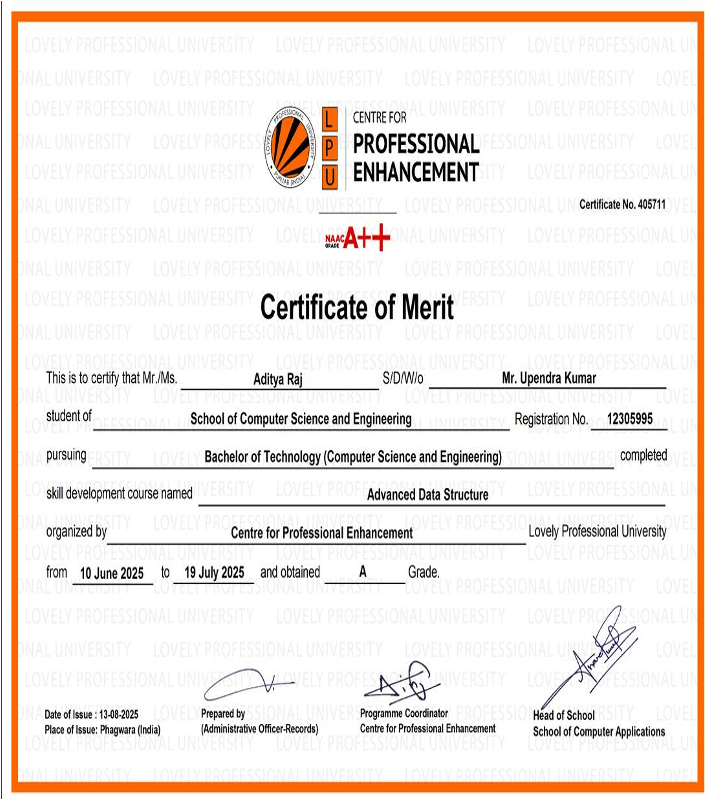 LPU
CENTRE FOR
PROFESSIONAL
ENHANCEMENT
Certificate No. 405711
NAAC GRADE A++
Certificate of Merit
This is to certify that Mr./Ms. Aditya Raj S/D/W/o Mr. Upendra Kumar
student of School of Computer Science and Engineering Registration No. 12305995
pursuing Bachelor of Technology (Computer Science and Engineering) completed
skill development course named Advanced Data Structure
organized by Centre for Professional Enhancement Lovely Professional University
from 10 June 2025 to 19 July 2025 and obtained A Grade.
Date of Issue : 13-08-2025
Place of Issue: Phagwara (India)
Prepared by
(Administrative Officer-Records)
Programme Coordinator
Centre for Professional Enhancement
Head of School
School of Computer Applications